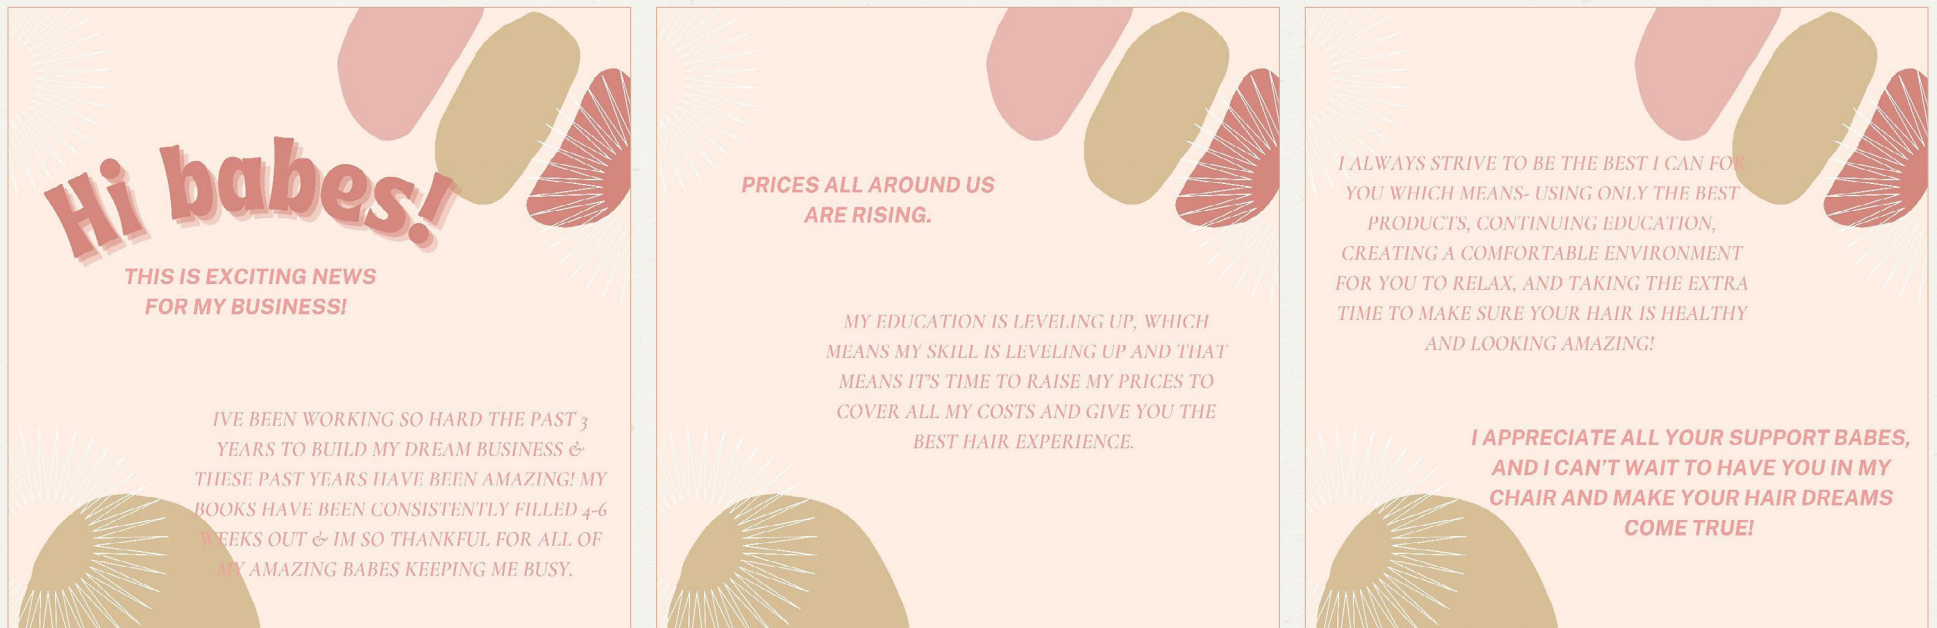 Hi babes!
THIS IS EXCITING NEWS
FOR MY BUSINESS!
IVE BEEN WORKING SO HARD THE PAST 3
YEARS TO BUILD MY DREAM BUSINESS &
THESE PAST YEARS HAVE BEEN AMAZING! MY
BOOKS HAVE BEEN CONSISTENTLY FILLED 4-6
WEEKS OUT & IM SO THANKFUL FOR ALL OF
MY AMAZING BABES KEEPING ME BUSY.
PRICES ALL AROUND US
ARE RISING.
MY EDUCATION IS LEVELING UP, WHICH
MEANS MY SKILL IS LEVELING UP AND THAT
MEANS IT'S TIME TO RAISE MY PRICES TO
COVER ALL MY COSTS AND GIVE YOU THE
BEST HAIR EXPERIENCE.
I ALWAYS STRIVE TO BE THE BEST I CAN FOR
YOU WHICH MEANS- USING ONLY THE BEST
PRODUCTS, CONTINUING EDUCATION,
CREATING A COMFORTABLE ENVIRONMENT
FOR YOU TO RELAX, AND TAKING THE EXTRA
TIME TO MAKE SURE YOUR HAIR IS HEALTHY
AND LOOKING AMAZING!
I APPRECIATE ALL YOUR SUPPORT BABES,
AND I CAN'T WAIT TO HAVE YOU IN MY
CHAIR AND MAKE YOUR HAIR DREAMS
COME TRUE!